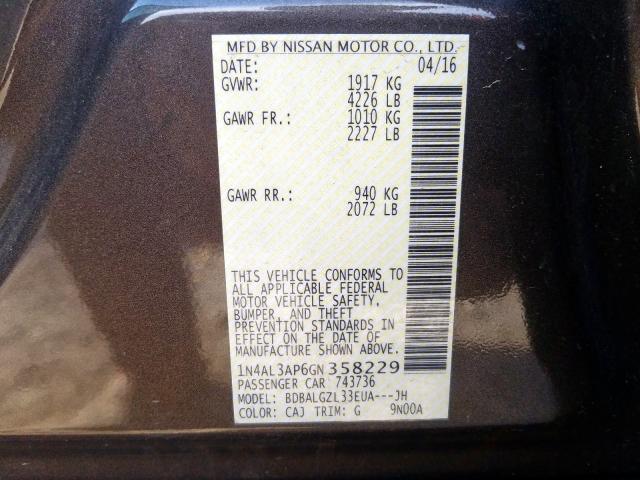 MFD BY NISSAN MOTOR CO., LTD.
DATE: 04/16
GVWR: 1917 KG
4226 LB
GAWR FR.: 1010 KG
2227 LB
GAWR RR.: 940 KG
2072 LB
THIS VEHICLE CONFORMS TO
ALL APPLICABLE FEDERAL
MOTOR VEHICLE SAFETY,
BUMPER, AND THEFT
PREVENTION STANDARDS IN
EFFECT ON THE DATE OF
MANUFACTURE SHOWN ABOVE.
1N4AL3AP6GN358229
PASSENGER CAR 743736
MODEL: BDBALGZL33EUA---JH
COLOR: CAJ TRIM: G 9N00A